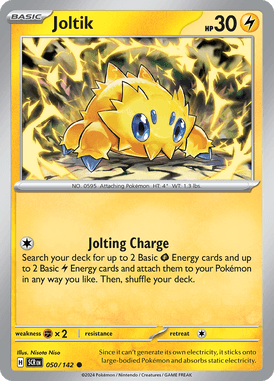 BASIC
Joltik
HP 30
NO. 0595 Attaching Pokémon HT: 4" WT: 1.3 lbs.
Jolting Charge
Search your deck for up to 2 Basic Energy cards and up
to 2 Basic Energy cards and attach them to your Pokémon
in any way you like. Then, shuffle your deck.
weakness ×2 resistance retreat
Illus. Nisota Niso
H SCR EN 050/142
Since it can't generate its own electricity, it sticks onto
large-bodied Pokémon and absorbs static electricity.
©2024 Pokémon / Nintendo / Creatures / GAME FREAK